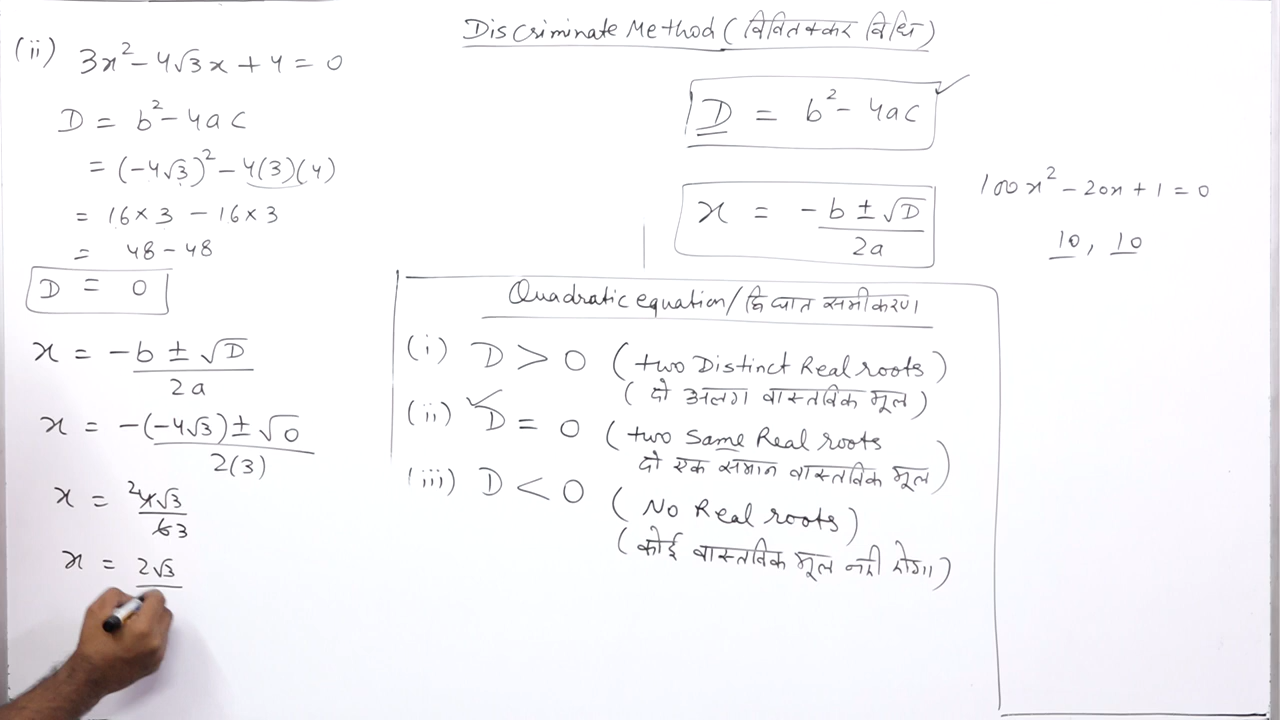 Discriminate Method ( विवितक्कर विधि )
(ii) 3x² - 4√3x + 4 = 0
D = b² - 4ac
= (-4√3)² - 4(3)(4)
= 16 × 3 - 16 × 3
= 48 - 48
D = 0
x = -b ± √D / 2a
x = -(-4√3) ± √0 / 2(3)
x = 2 4√3 / 6 3
x = 2√3
D = b² - 4ac
x = -b ± √D / 2a
100x² - 20x + 1 = 0
10, 10
Quadratic equation / द्विघात समीकरण
(i) D > 0 ( two Distinct Real roots )
( दो अलग वास्तविक मूल )
(ii) D = 0 ( two Same Real roots
दो एक समान वास्तविक मूल )
(iii) D < 0 ( No Real roots )
( कोई वास्तविक मूल नही होगा )